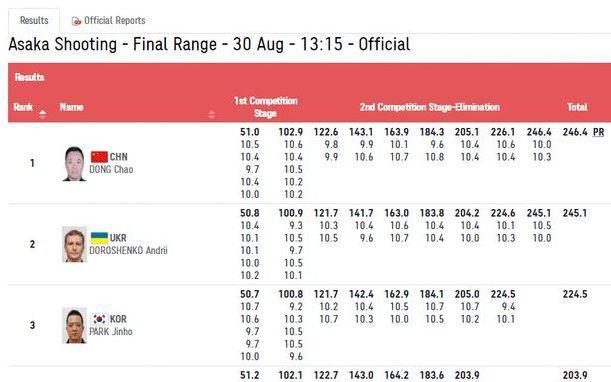 Results Official Reports
Asaka Shooting - Final Range - 30 Aug - 13:15 - Official
Results
Rank Name 1st Competition Stage 2nd Competition Stage-Elimination Total
51.0 102.9 122.6 143.1 163.9 184.3 205.1 226.1 246.4 246.4 PR
10.5 10.6 9.8 9.9 10.1 9.6 10.4 10.6 10.0
1 CHN 10.4 10.4 9.9 10.6 10.7 10.8 10.4 10.4 10.3
DONG Chao 9.7 10.5
10.4 10.2
10.0 10.2
50.8 100.9 121.7 141.7 163.0 183.8 204.2 224.6 245.1 245.1
10.4 9.3 10.3 10.4 10.6 10.4 10.4 10.1 10.5
2 UKR 10.1 10.5 10.5 9.6 10.7 10.4 10.0 10.3 10.0
DOROSHENKO Andrii 10.1 9.7
10.0 10.5
10.2 10.1
50.7 100.8 121.7 142.4 162.9 184.1 205.0 224.5 224.5
10.7 9.2 10.2 10.4 10.5 10.7 10.7 9.4
3 KOR 10.6 10.3 10.7 10.3 10.0 10.5 10.2 10.1
PARK Jinho 9.7 10.5
9.7 10.5
10.0 9.6
51.2 102.1 122.7 143.0 164.2 183.6 203.9 203.9